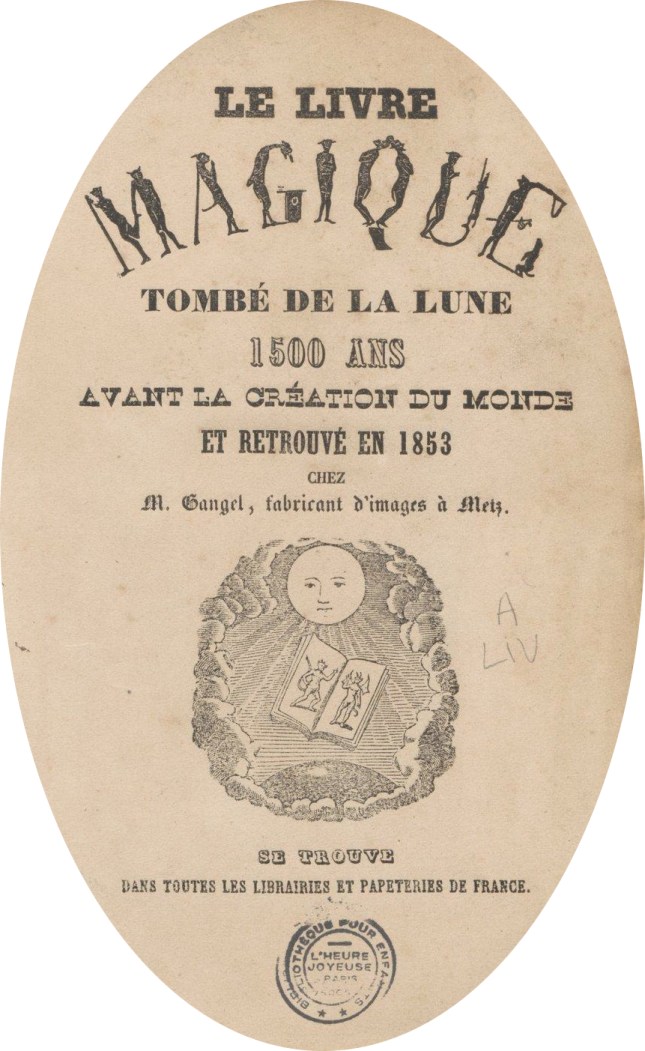 LE LIVRE
MAGIQUE
TOMBÉ DE LA LUNE
1500 ANS
AVANT LA CRÉATION DU MONDE
ET RETROUVÉ EN 1853
CHEZ
M. Gangel, fabricant d'images à Metz.
A
LIV
SE TROUVE
DANS TOUTES LES LIBRAIRIES ET PAPETERIES DE FRANCE.
BIBLIOTHÈQUE POUR ENFANTS
L'HEURE
JOYEUSE
PARIS